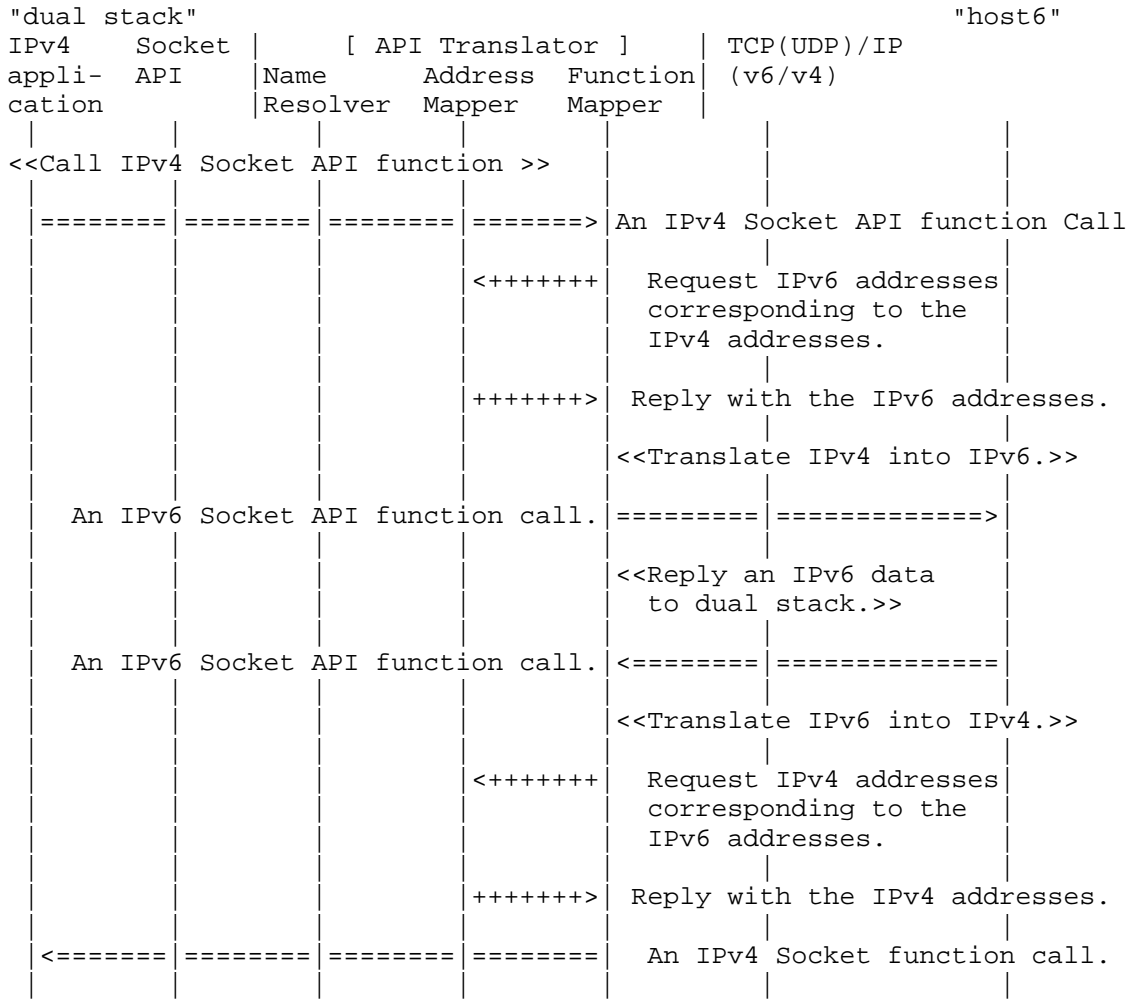 "dual stack" "host6"
IPv4 Socket | [ API Translator ] | TCP(UDP)/IP
appli- API |Name Address Function| (v6/v4)
cation |Resolver Mapper Mapper |
<<Call IPv4 Socket API function >>
|========|========|========|=======>|An IPv4 Socket API function Call
|<+++++++| Request IPv6 addresses
corresponding to the
IPv4 addresses.
|+++++++>| Reply with the IPv6 addresses.
|<<Translate IPv4 into IPv6.>>
An IPv6 Socket API function call.|=========|=============>|
|<<Reply an IPv6 data
to dual stack.>>
An IPv6 Socket API function call.|<========|==============|
|<<Translate IPv6 into IPv4.>>
|<+++++++| Request IPv4 addresses
corresponding to the
IPv6 addresses.
|+++++++>| Reply with the IPv4 addresses.
|<=======|========|========|========| An IPv4 Socket function call.